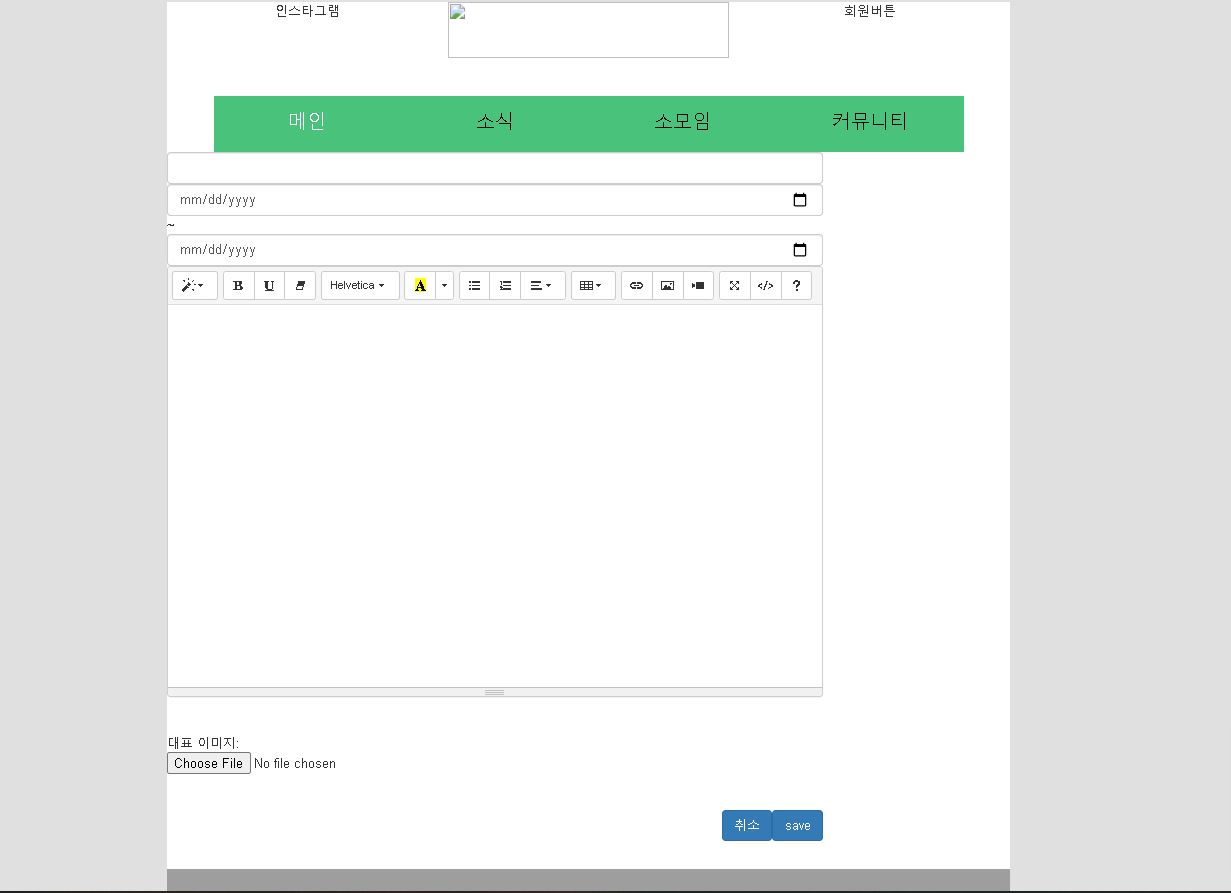 인스타그램 회원버튼
메인 소식 소모임 커뮤니티
mm/dd/yyyy
~
mm/dd/yyyy
B U Helvetica A </> ?
대표 이미지:
Choose File No file chosen
취소 save